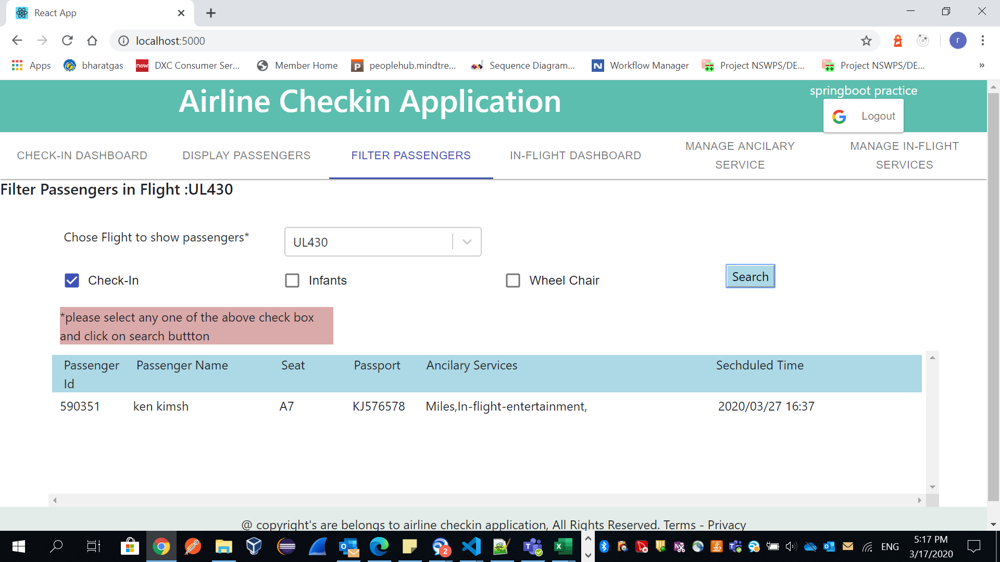 React App
localhost:5000
r
Apps
bharatgas
now
DXC Consumer Ser...
Member Home
P
peoplehub.mindtre...
Sequence Diagram...
N
Workflow Manager
Project NSWPS/DE...
Project NSWPS/DE...
»
Airline Checkin Application
springboot practice
Logout
CHECK-IN DASHBOARD
DISPLAY PASSENGERS
FILTER PASSENGERS
IN-FLIGHT DASHBOARD
MANAGE ANCILARY
SERVICE
MANAGE IN-FLIGHT
SERVICES
Filter Passengers in Flight :UL430
Chose Flight to show passengers*
UL430
Check-In
Infants
Wheel Chair
Search
*please select any one of the above check box
and click on search buttton
Passenger
Id
Passenger Name
Seat
Passport
Ancilary Services
Sechduled Time
590351
ken kimsh
A7
KJ576578
Miles,In-flight-entertainment,
2020/03/27 16:37
@ copyright's are belongs to airline checkin application, All Rights Reserved. Terms - Privacy
2
ENG
5:17 PM
3/17/2020